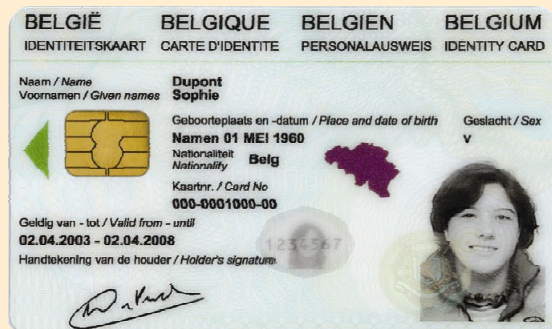 BELGIË BELGIQUE BELGIEN BELGIUM
IDENTITEITSKAART CARTE D'IDENTITE PERSONALAUSWEIS IDENTITY CARD
Naam / Name Dupont
Voornamen / Given names Sophie
Geboorteplaats en -datum / Place and date of birth Geslacht / Sex
Namen 01 MEI 1960 V
Nationaliteit
Nationality Belg
Kaartnr. / Card No
000-0001000-00
Geldig van - tot / Valid from - until
02.04.2003 - 02.04.2008
1234567
Handtekening van de houder / Holder's signature